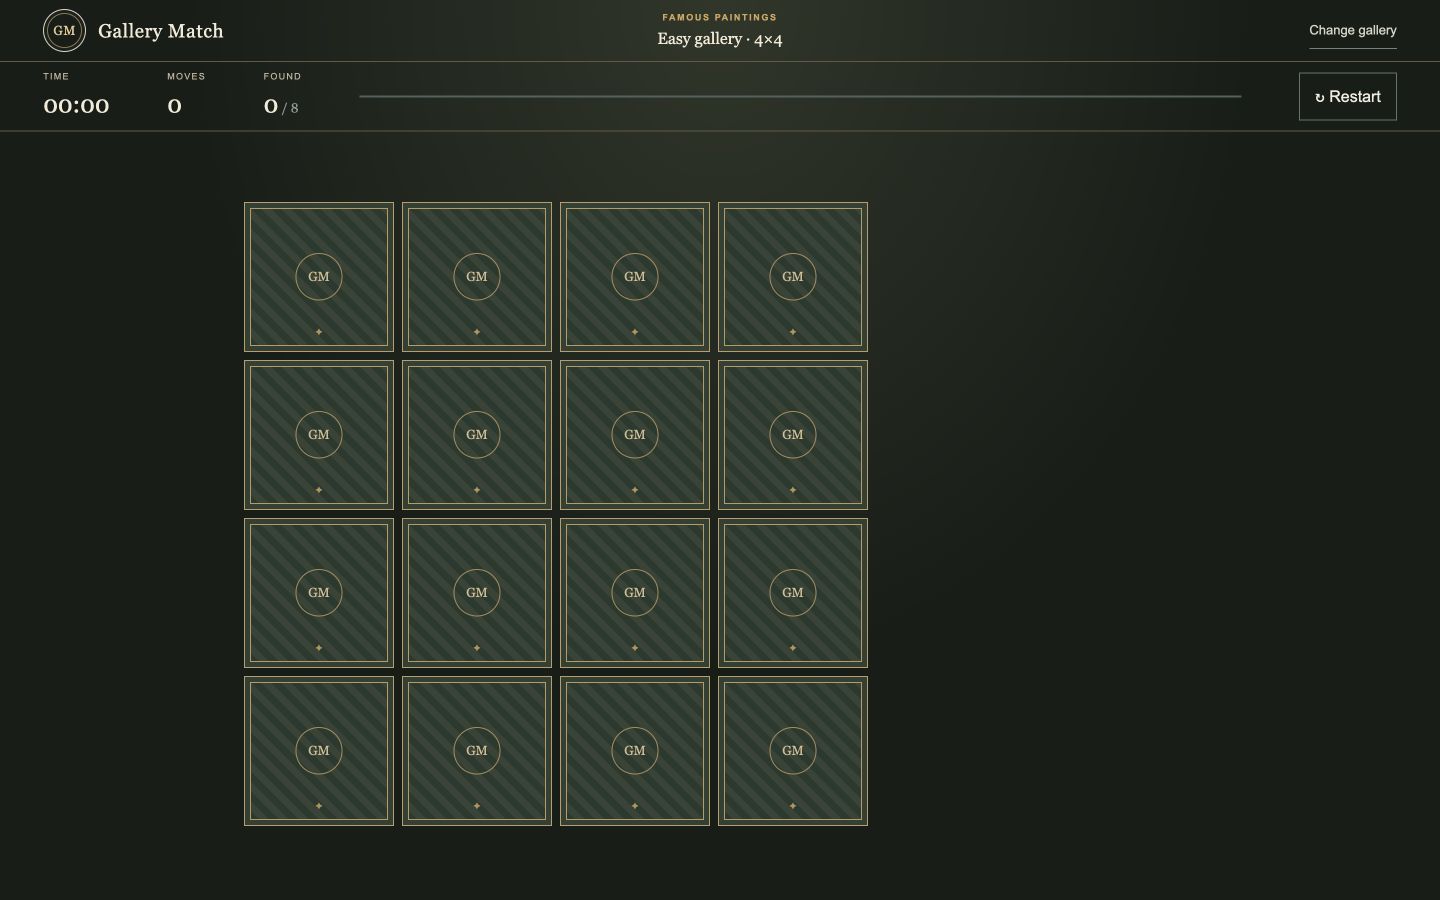 GM Gallery Match
FAMOUS PAINTINGS
Easy gallery · 4×4
Change gallery
TIME MOVES FOUND
00:00 0 0 / 8
↻ Restart
GM GM GM GM
GM GM GM GM
GM GM GM GM
GM GM GM GM